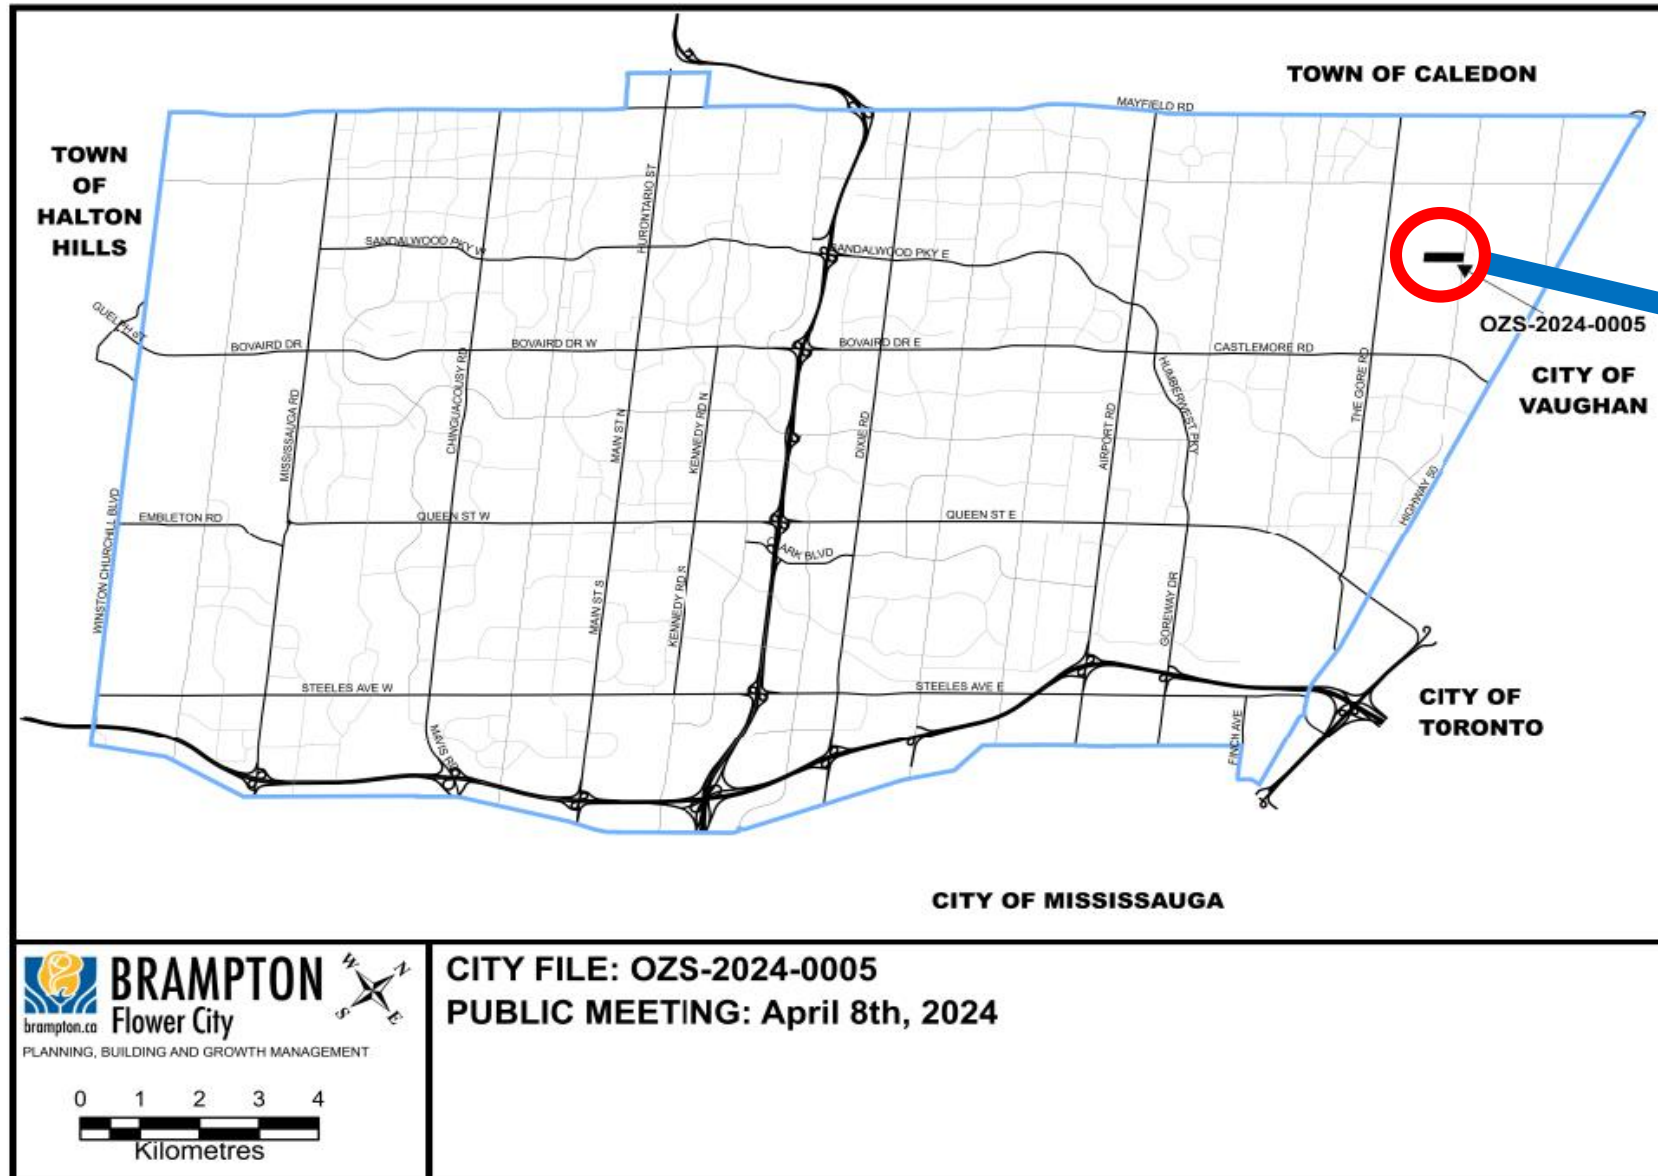 TOWN OF CALEDON
MAYFIELD RD
TOWN
OF
HALTON
HILLS
HURONTARIO ST
SANDALWOOD PKY W
SANDALWOOD PKY E
OZS-2024-0005
GUELPH ST
BOVAIRD DR
BOVAIRD DR W
BOVAIRD DR E
CASTLEMORE RD
CITY OF
VAUGHAN
MISSISSAUGA RD
CHINGUACOUSY RD
MAIN ST N
KENNEDY RD N
DIXIE RD
AIRPORT RD
HUMBERWEST PKY
THE GORE RD
HIGHWAY 50
WINSTON CHURCHILL BLVD
EMBLETON RD
QUEEN ST W
QUEEN ST E
CLARK BLVD
MAIN ST S
KENNEDY RD S
GOREWAY DR
STEELES AVE W
STEELES AVE E
CITY OF
TORONTO
MAVIS RD
FINCH AVE
CITY OF MISSISSAUGA
BRAMPTON
brampton.ca Flower City
W N
S E
PLANNING, BUILDING AND GROWTH MANAGEMENT
0 1 2 3 4
Kilometres
CITY FILE: OZS-2024-0005
PUBLIC MEETING: April 8th, 2024